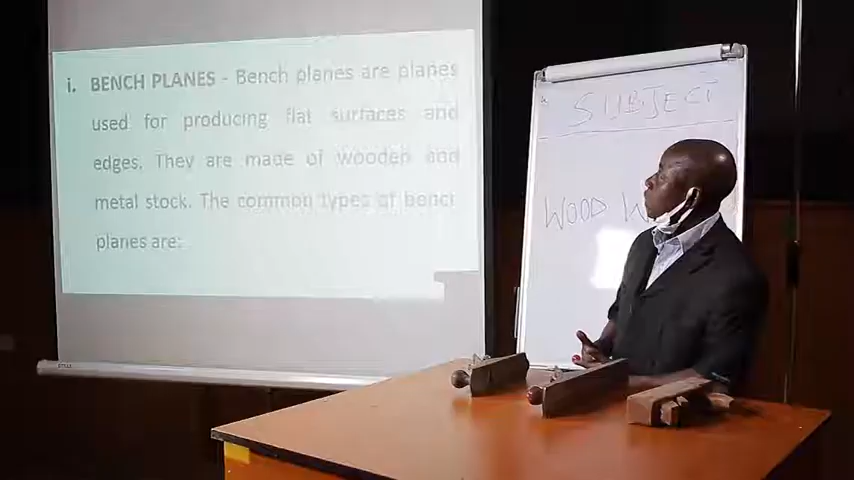 i. BENCH PLANES - Bench planes are planes
used for producing flat surfaces and
edges. They are made of wooden and
metal stock. The common types of bench
planes are:
SUBJECT
WOOD